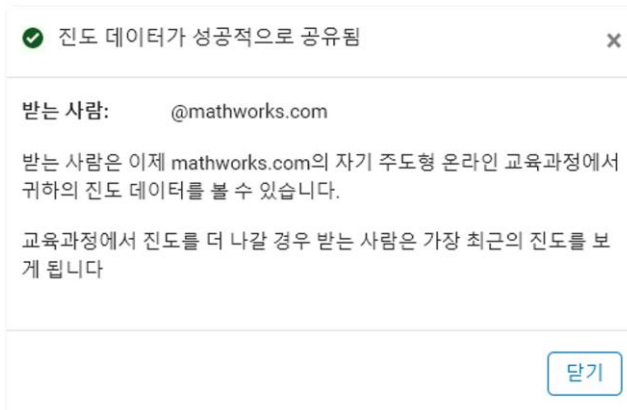 진도 데이터가 성공적으로 공유됨
받는 사람: @mathworks.com
받는 사람은 이제 mathworks.com의 자기 주도형 온라인 교육과정에서
귀하의 진도 데이터를 볼 수 있습니다.
교육과정에서 진도를 더 나갈 경우 받는 사람은 가장 최근의 진도를 보
게 됩니다
닫기